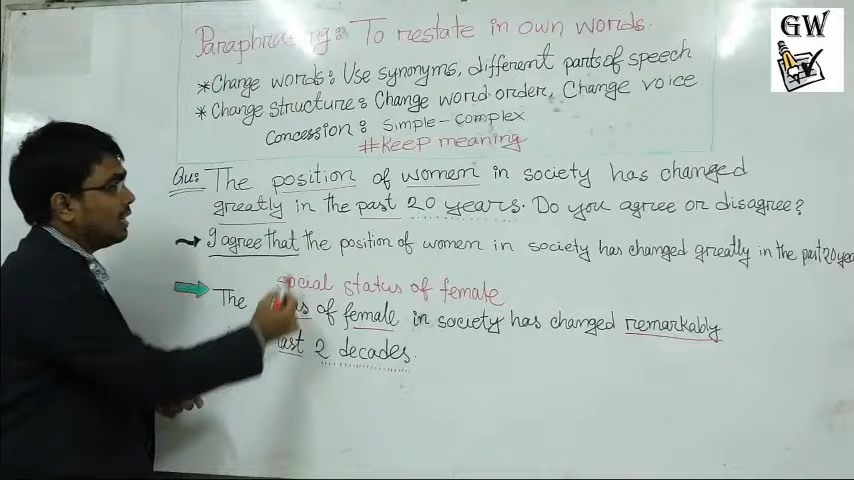 GW
Paraphrasing: To restate in own words.
*Change words: Use synonyms, different parts of speech
*Change structure: Change word order, Change voice
Concession: Simple-complex
#Keep meaning
Qu: The position of women in society has changed
greatly in the past 20 years. Do you agree or disagree?
I agree that the position of women in society has changed greatly in the past 20 yea
social status of female
The of female in society has changed remarkably
2 decades.